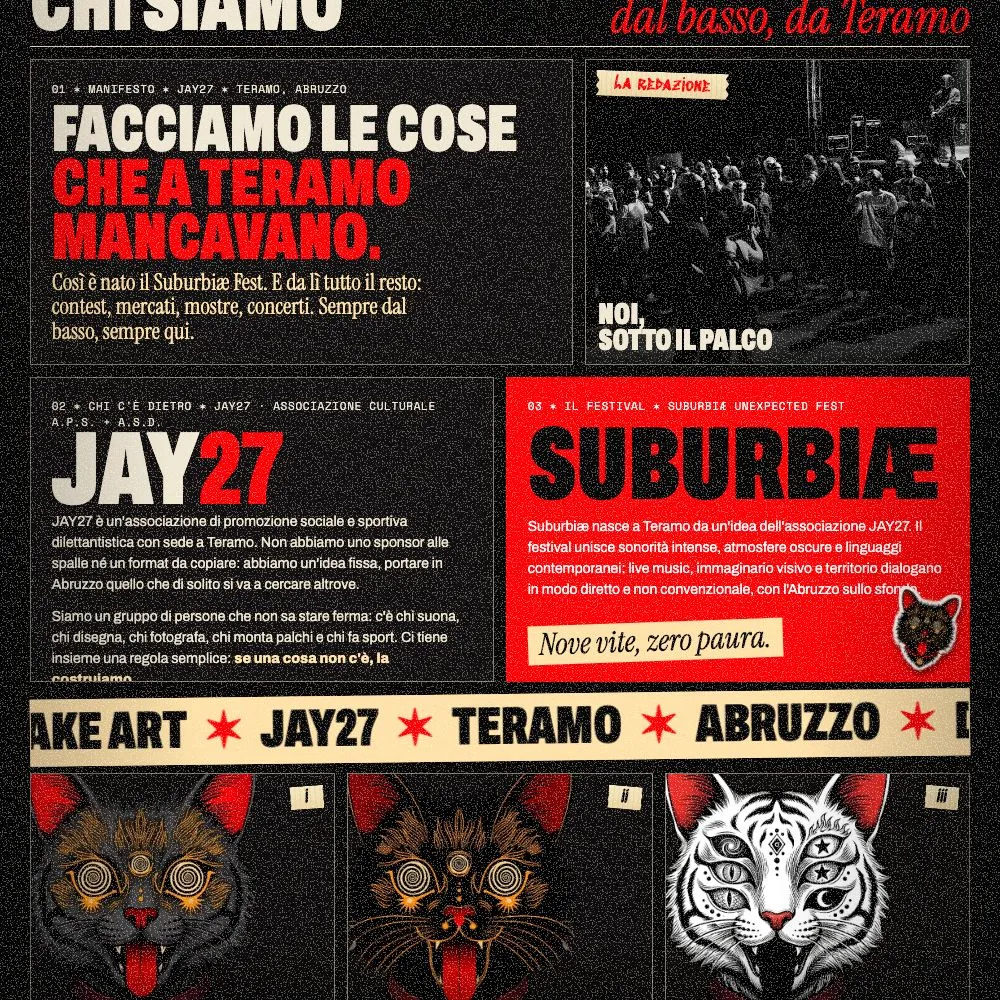 CHI SIAMO
dal basso, da Teramo
01 ✶ MANIFESTO ✶ JAY27 ✶ TERAMO, ABRUZZO
FACCIAMO LE COSE
CHE A TERAMO
MANCAVANO.
Così è nato il Suburbiæ Fest. E da lì tutto il resto:
contest, mercati, mostre, concerti. Sempre dal
basso, sempre qui.
LA REDAZIONE
NOI,
SOTTO IL PALCO
02 ✶ CHI C'È DIETRO ✶ JAY27 · ASSOCIAZIONE CULTURALE
A.P.S. + A.S.D.
JAY27
JAY27 è un'associazione di promozione sociale e sportiva
dilettantistica con sede a Teramo. Non abbiamo uno sponsor alle
spalle né un format da copiare: abbiamo un'idea fissa, portare in
Abruzzo quello che di solito si va a cercare altrove.
Siamo un gruppo di persone che non sa stare ferma: c'è chi suona,
chi disegna, chi fotografa, chi monta palchi e chi fa sport. Ci tiene
insieme una regola semplice: se una cosa non c'è, la
costruiamo
03 ✶ IL FESTIVAL ✶ SUBURBIÆ UNEXPECTED FEST
SUBURBIÆ
Suburbiæ nasce a Teramo da un'idea dell'associazione JAY27. Il
festival unisce sonorità intense, atmosfere oscure e linguaggi
contemporanei: live music, immaginario visivo e territorio dialogano
in modo diretto e non convenzionale, con l'Abruzzo sullo
Nove vite, zero paura.
AKE ART ✶ JAY27 ✶ TERAMO ✶ ABRUZZO ✶
i
ii
iii